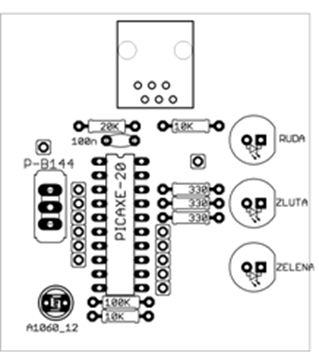 20K
10K
100n
RUDA
P-B144
PICAXE-20
330
330
330
ZLUTA
ZELENA
A1060_12
100K
10K